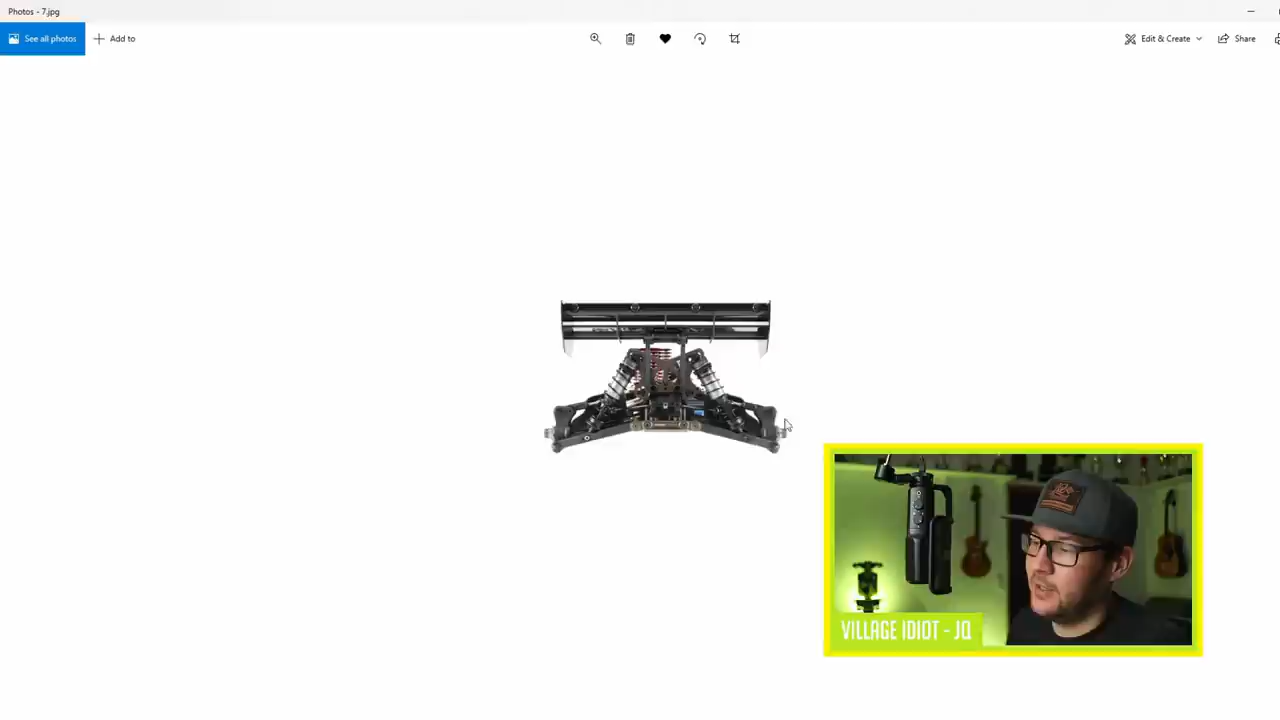 Photos - 7.jpg
See all photos
Add to
Edit & Create
Share
VILLAGE IDIOT - JQ